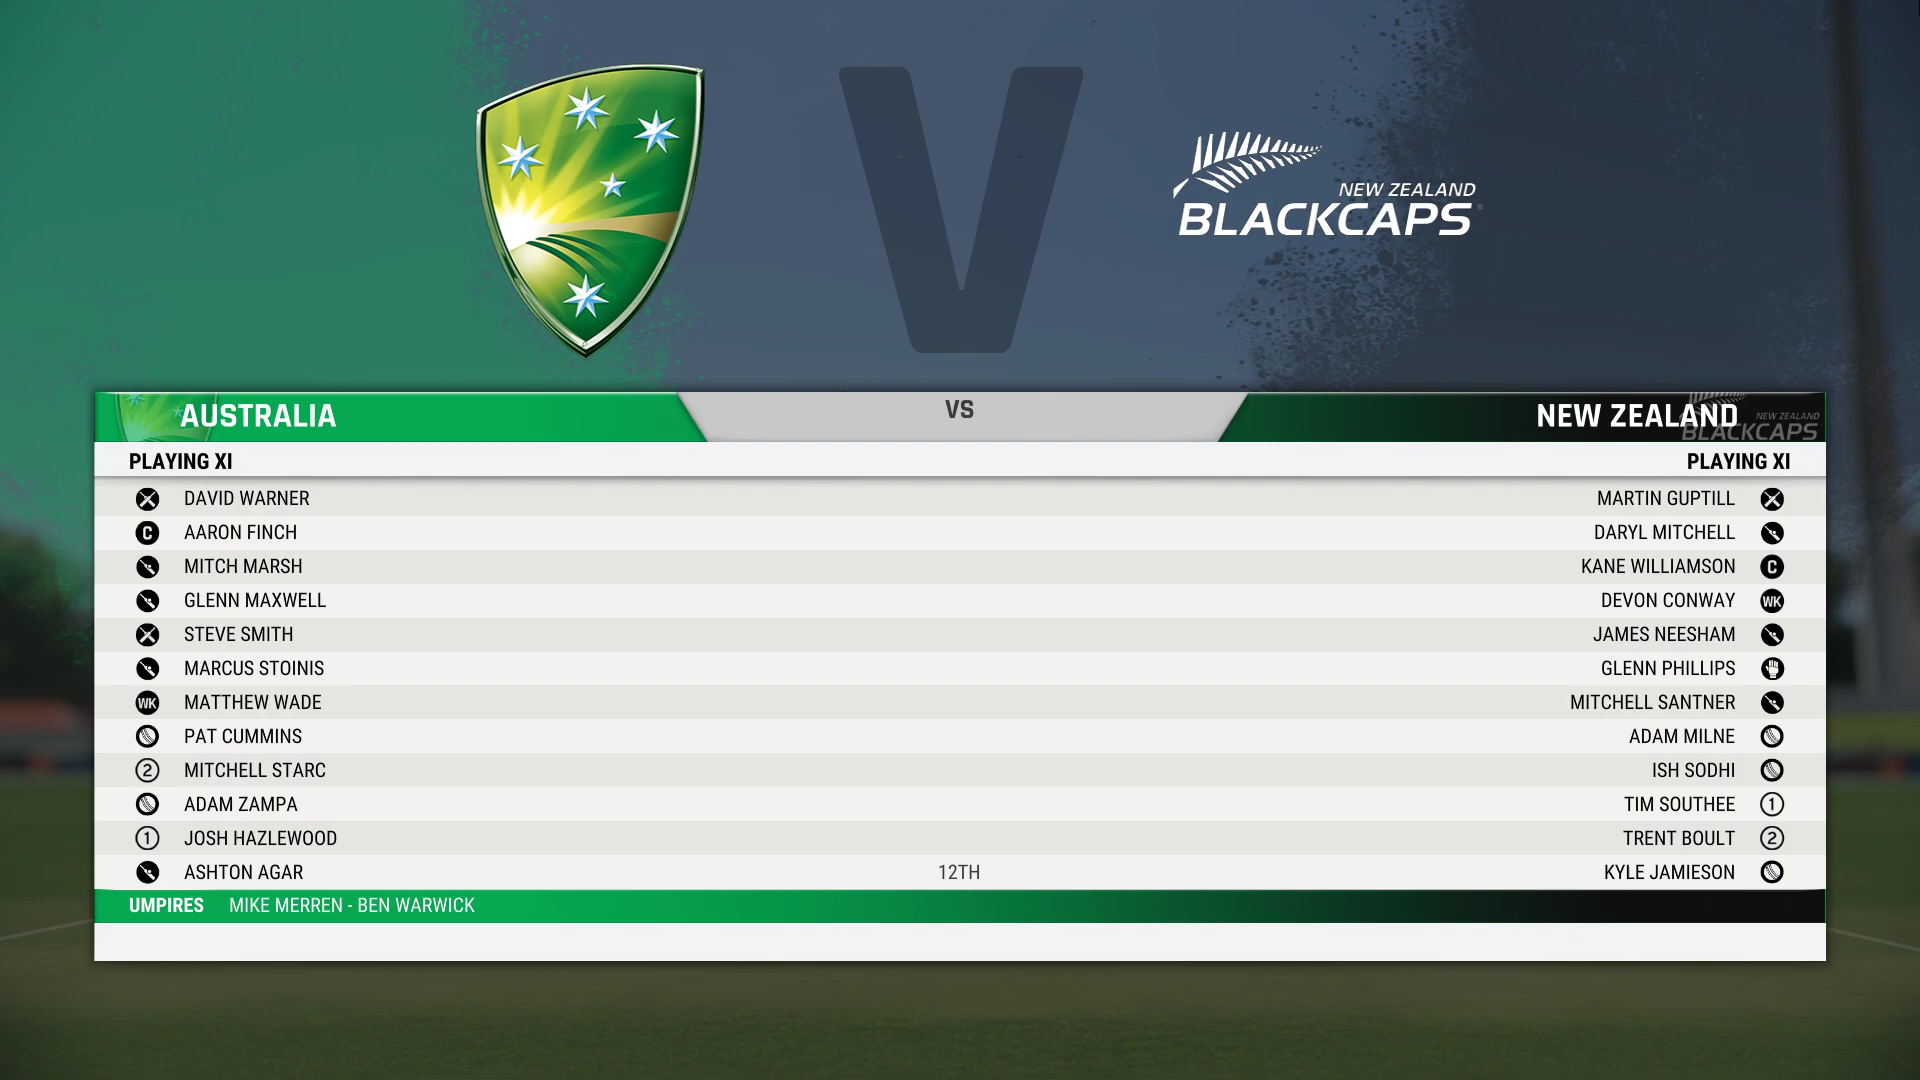 V
NEW ZEALAND
BLACKCAPS
AUSTRALIA VS NEW ZEALAND NEW ZEALAND BLACKCAPS
PLAYING XI PLAYING XI
DAVID WARNER MARTIN GUPTILL
C AARON FINCH DARYL MITCHELL
MITCH MARSH KANE WILLIAMSON C
GLENN MAXWELL DEVON CONWAY WK
STEVE SMITH JAMES NEESHAM
MARCUS STOINIS GLENN PHILLIPS
WK MATTHEW WADE MITCHELL SANTNER
PAT CUMMINS ADAM MILNE
2 MITCHELL STARC ISH SODHI
ADAM ZAMPA TIM SOUTHEE 1
1 JOSH HAZLEWOOD TRENT BOULT 2
ASHTON AGAR 12TH KYLE JAMIESON
UMPIRES MIKE MERREN - BEN WARWICK